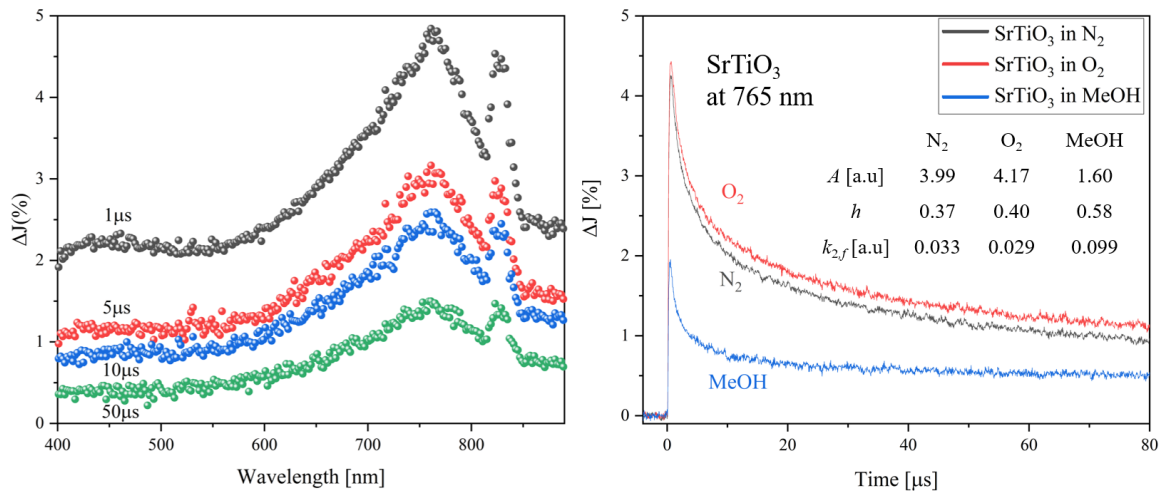 5
4
3
2
1
0
ΔJ(%)
1μs
5μs
10μs
50μs
400 500 600 700 800
Wavelength [nm]
5
4
3
2
1
0
ΔJ [%]
SrTiO₃
at 765 nm
SrTiO₃ in N₂
SrTiO₃ in O₂
SrTiO₃ in MeOH
N₂ O₂ MeOH
A [a.u] 3.99 4.17 1.60
h 0.37 0.40 0.58
k₂,f [a.u] 0.033 0.029 0.099
O₂
N₂
MeOH
0 20 40 60 80
Time [μs]